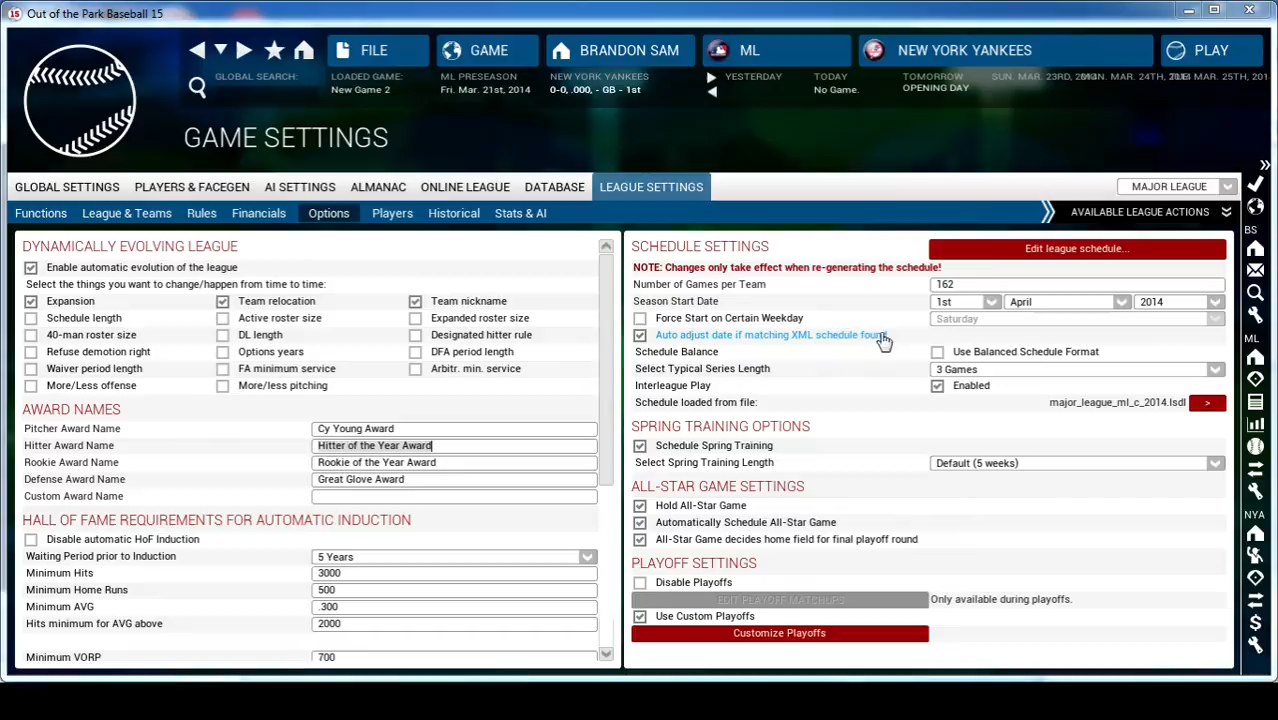 Out of the Park Baseball 15
FILE
GAME
BRANDON SAM
ML
NEW YORK YANKEES
PLAY
GLOBAL SEARCH:
LOADED GAME:
New Game 2
ML PRESEASON
Fri. Mar. 21st, 2014
NEW YORK YANKEES
0-0, .000, - GB - 1st
YESTERDAY
TODAY
No Game.
TOMORROW
OPENING DAY
SUN. MAR. 23RD,
MAR. 24TH,
MAR. 25TH, 201
GAME SETTINGS
GLOBAL SETTINGS
PLAYERS & FACEGEN
AI SETTINGS
ALMANAC
ONLINE LEAGUE
DATABASE
LEAGUE SETTINGS
MAJOR LEAGUE
Functions
League & Teams
Rules
Financials
Options
Players
Historical
Stats & AI
AVAILABLE LEAGUE ACTIONS
DYNAMICALLY EVOLVING LEAGUE
Enable automatic evolution of the league
Select the things you want to change/happen from time to time:
Expansion
Team relocation
Team nickname
Schedule length
Active roster size
Expanded roster size
40-man roster size
DL length
Designated hitter rule
Refuse demotion right
Options years
DFA period length
Waiver period length
FA minimum service
Arbitr. min. service
More/Less offense
More/less pitching
AWARD NAMES
Pitcher Award Name
Cy Young Award
Hitter Award Name
Hitter of the Year Award
Rookie Award Name
Rookie of the Year Award
Defense Award Name
Great Glove Award
Custom Award Name
HALL OF FAME REQUIREMENTS FOR AUTOMATIC INDUCTION
Disable automatic HoF Induction
Waiting Period prior to Induction
5 Years
Minimum Hits
3000
Minimum Home Runs
500
Minimum AVG
.300
Hits minimum for AVG above
2000
Minimum VORP
700
SCHEDULE SETTINGS
Edit league schedule...
NOTE: Changes only take effect when re-generating the schedule!
Number of Games per Team
162
Season Start Date
1st
April
2014
Force Start on Certain Weekday
Saturday
Auto adjust date if matching XML schedule found
Schedule Balance
Use Balanced Schedule Format
Select Typical Series Length
3 Games
Interleague Play
Enabled
Schedule loaded from file:
major_league_ml_c_2014.lsdl
>
SPRING TRAINING OPTIONS
Schedule Spring Training
Select Spring Training Length
Default (5 weeks)
ALL-STAR GAME SETTINGS
Hold All-Star Game
Automatically Schedule All-Star Game
All-Star Game decides home field for final playoff round
PLAYOFF SETTINGS
Disable Playoffs
EDIT PLAYOFF MATCHUPS
Only available during playoffs.
Use Custom Playoffs
Customize Playoffs
BS
ML
NYA